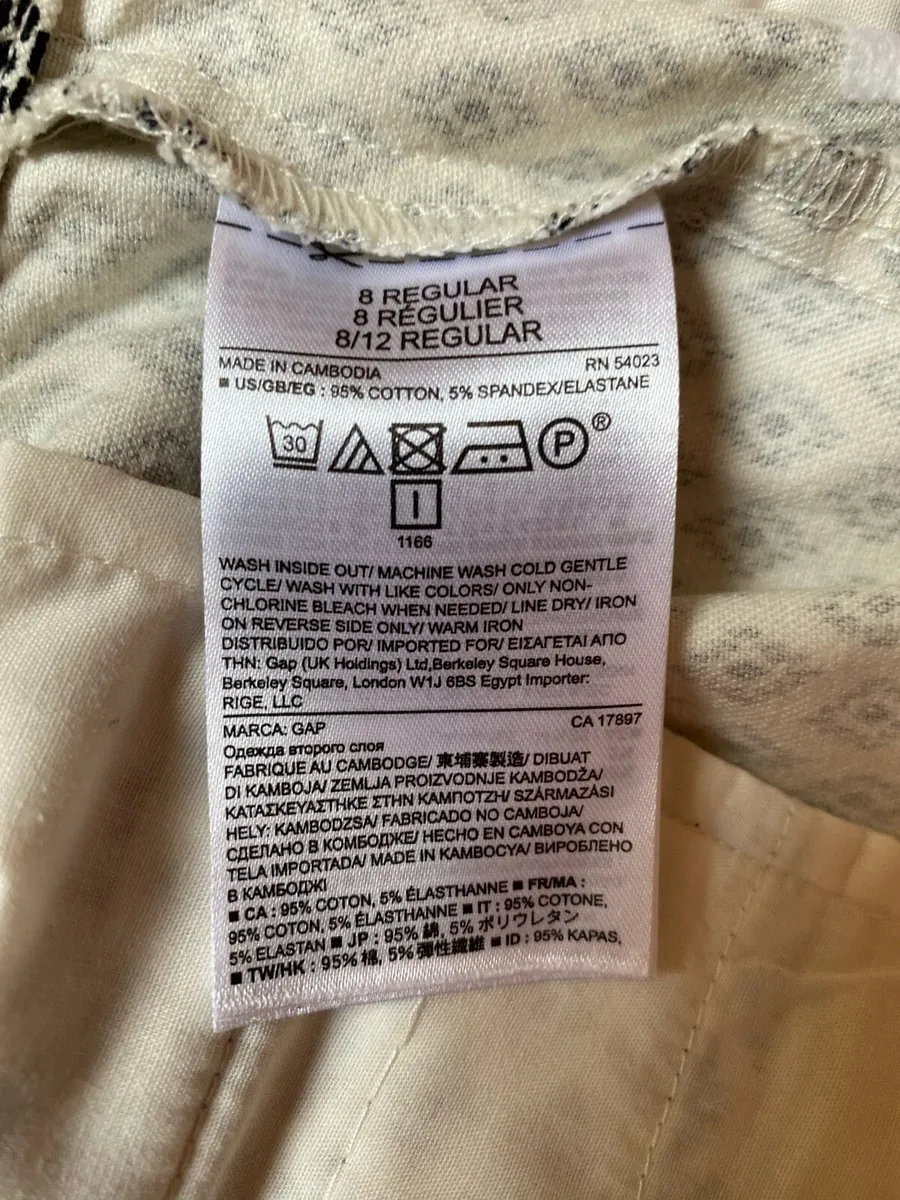 8 REGULAR
8 RÉGULIER
8/12 REGULAR
MADE IN CAMBODIA RN 54023
■ US/GB/EG : 95% COTTON, 5% SPANDEX/ELASTANE
30 P®
1166
WASH INSIDE OUT/ MACHINE WASH COLD GENTLE
CYCLE/ WASH WITH LIKE COLORS/ ONLY NON-
CHLORINE BLEACH WHEN NEEDED/ LINE DRY/ IRON
ON REVERSE SIDE ONLY/ WARM IRON
DISTRIBUIDO POR/ IMPORTED FOR/ ΕΙΣΑΓΕΤΑΙ ΑΠΟ
ΤΗΝ: Gap (UK Holdings) Ltd,Berkeley Square House,
Berkeley Square, London W1J 6BS Egypt Importer:
RIGE, LLC
MARCA: GAP CA 17897
Одежда второго слоя
FABRIQUE AU CAMBODGE/ 柬埔寨製造/ DIBUAT
DI KAMBOJA/ ZEMLJA PROIZVODNJE KAMBODŽA/
ΚΑΤΑΣΚΕΥΑΣΤΗΚΕ ΣΤΗΝ ΚΑΜΠΟΤΖΗ/ SZÁRMAZÁSI
HELY: KAMBODZSA/ FABRICADO NO CAMBOJA/
СДЕЛАНО В КОМБОДЖЕ/ HECHO EN CAMBOYA CON
TELA IMPORTADA/ MADE IN KAMBOCYA/ ВИРОБЛЕНО
В КАМБОДЖІ
■ CA : 95% COTON, 5% ÉLASTHANNE ■ FR/MA :
95% COTON, 5% ÉLASTHANNE ■ IT : 95% COTONE,
5% ELASTAN ■ JP : 95% 綿, 5% ポリウレタン
■ TW/HK : 95% 棉, 5% 彈性纖維 ■ ID : 95% KAPAS,